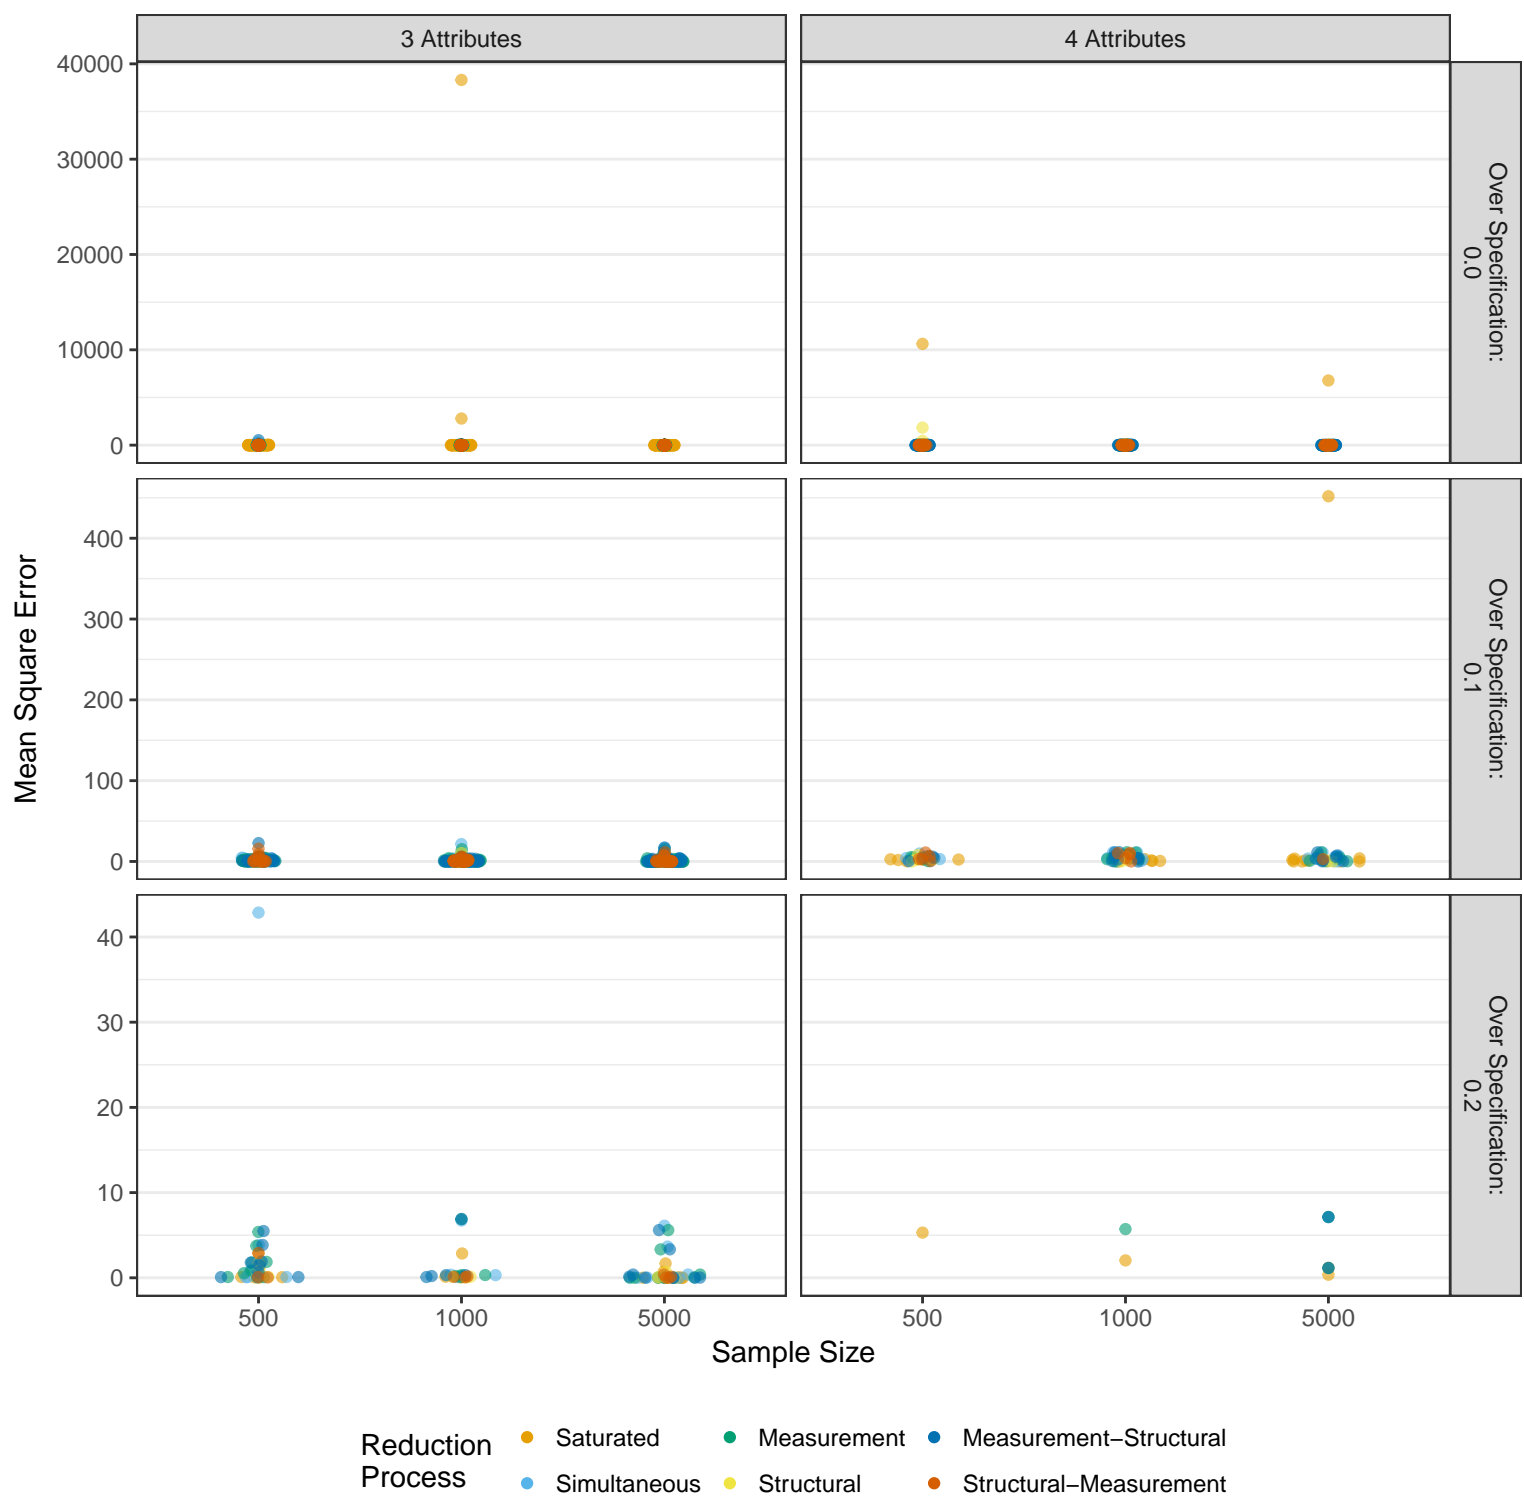 3 Attributes
4 Attributes
40000
30000
20000
10000
0
Over Specification:
0.0
400
300
200
100
0
Over Specification:
0.1
40
30
20
10
0
Over Specification:
0.2
Mean Square Error
500
1000
5000
500
1000
5000
Sample Size
Reduction
Process
Saturated
Measurement
Measurement−Structural
Simultaneous
Structural
Structural−Measurement